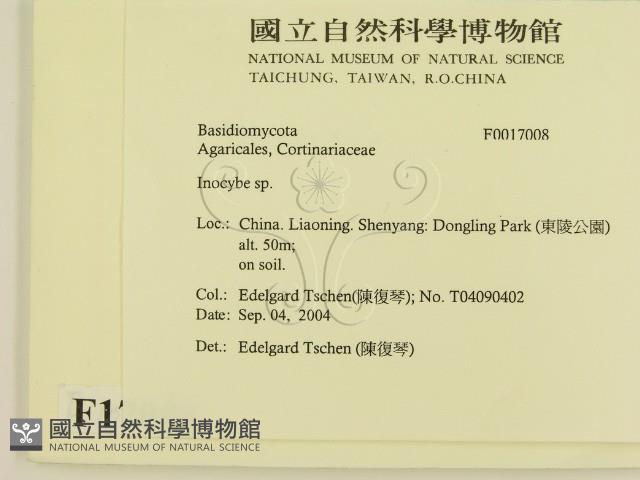 國立自然科學博物館
NATIONAL MUSEUM OF NATURAL SCIENCE
TAICHUNG, TAIWAN, R.O.CHINA
Basidiomycota F0017008
Agaricales, Cortinariaceae
Inocybe sp.
Loc.: China. Liaoning. Shenyang: Dongling Park (東陵公園)
alt. 50m;
on soil.
Col.: Edelgard Tschen(陳復琴); No. T04090402
Date: Sep. 04, 2004
Det.: Edelgard Tschen (陳復琴)
國立自然科學博物館
NATIONAL MUSEUM OF NATURAL SCIENCE